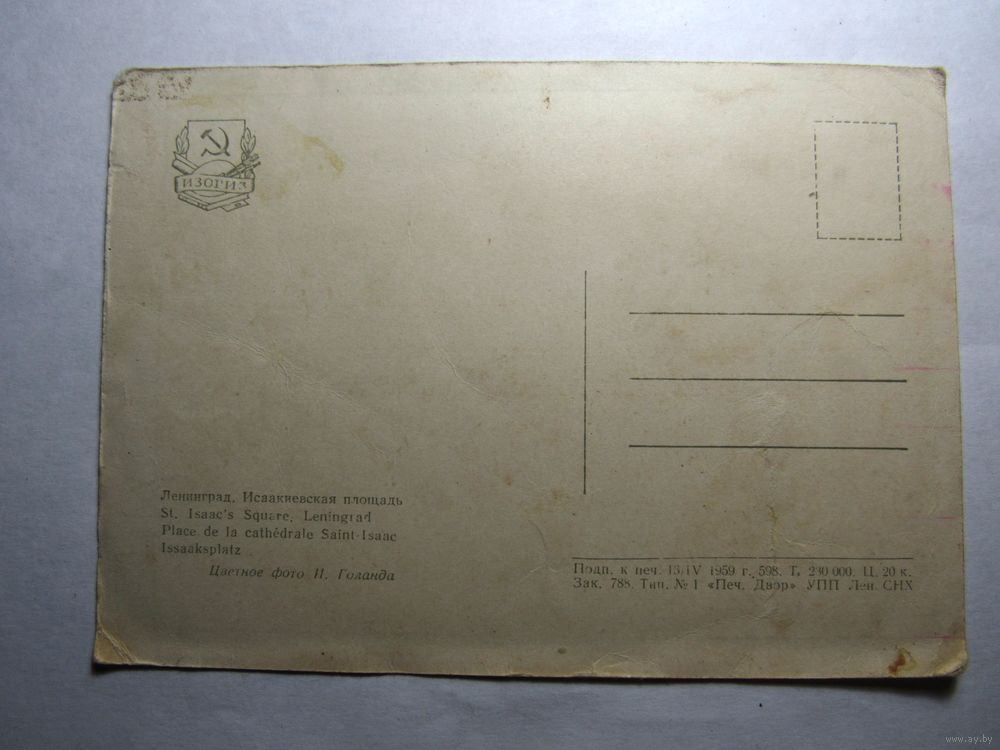 ИЗОГИЗ
Ленинград. Исаакиевская площадь
St. Isaac's Square, Leningrad
Place de la cathédrale Saint-Isaac
Issaaksplatz
Цветное фото И. Голанда
Подп. к печ. 13/IV 1959 г. 598. Т. 230 000. Ц. 20 к.
Зак. 788. Тип. № 1 «Печ. Двор» УПП Лен. СНХ
www.ay.by